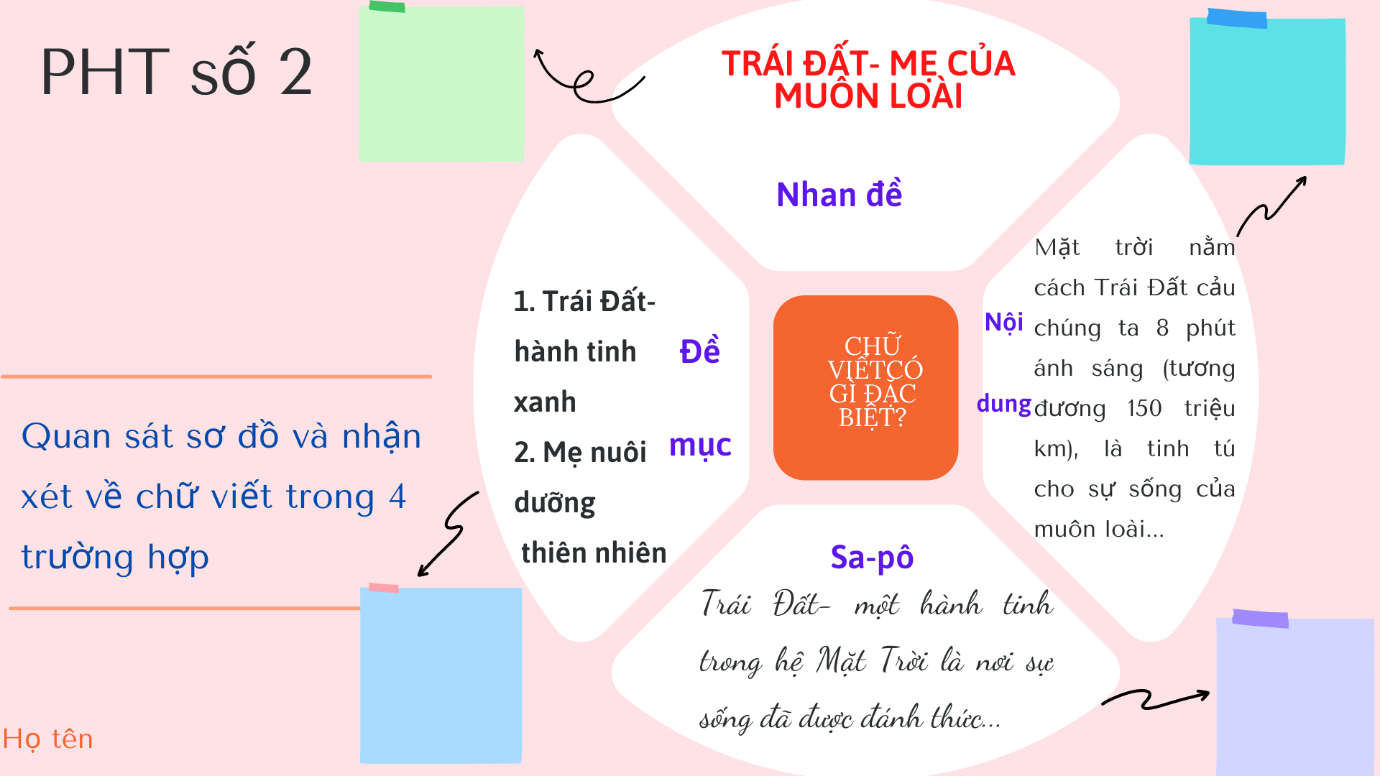 PHT số 2
TRÁI ĐẤT- MẸ CỦA
MUÔN LOÀI
Nhan đề
1. Trái Đất-
hành tinh
xanh
2. Mẹ nuôi
dưỡng
thiên nhiên
Đề
mục
CHỮ
VIẾTCÓ
GÌ ĐẶC
BIỆT?
Nội
dung
Mặt trời nằm
cách Trái Đất cảu
chúng ta 8 phút
ánh sáng (tương
đương 150 triệu
km), là tinh tú
cho sự sống của
muôn loài...
Sa-pô
Trái Đất- một hành tinh
trong hệ Mặt Trời là nơi sự
sống đã được đánh thức...
Quan sát sơ đồ và nhận
xét về chữ viết trong 4
trường hợp
Họ tên